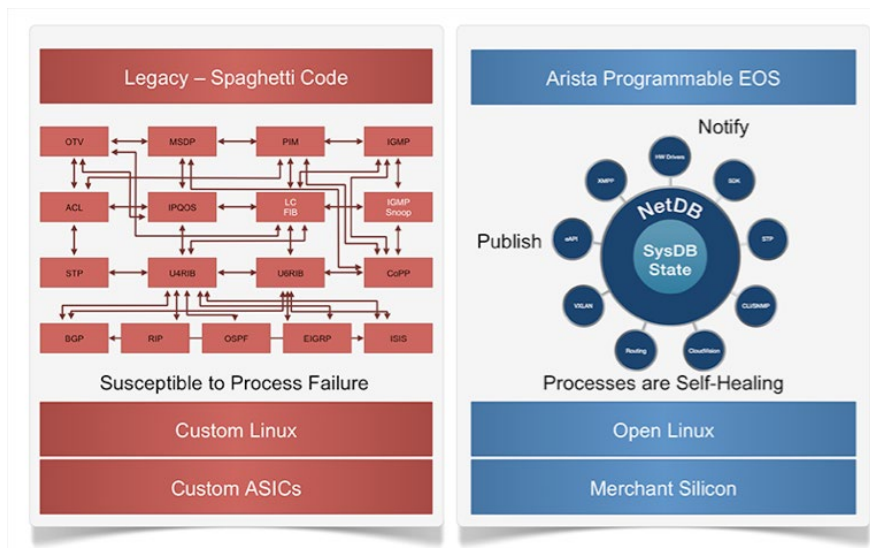 Legacy – Spaghetti Code
OTV
MSDP
PIM
IGMP
ACL
IPQOS
LC
FIB
IGMP
Snoop
STP
U4RIB
U6RIB
CoPP
BGP
RIP
OSPF
EIGRP
ISIS
Susceptible to Process Failure
Custom Linux
Custom ASICs
Arista Programmable EOS
Notify
HW Drivers
XMPP
SDK
NetDB
Publish
eAPI
SysDB
State
STP
VXLAN
CLI/SNMP
Routing
CloudVision
Processes are Self-Healing
Open Linux
Merchant Silicon